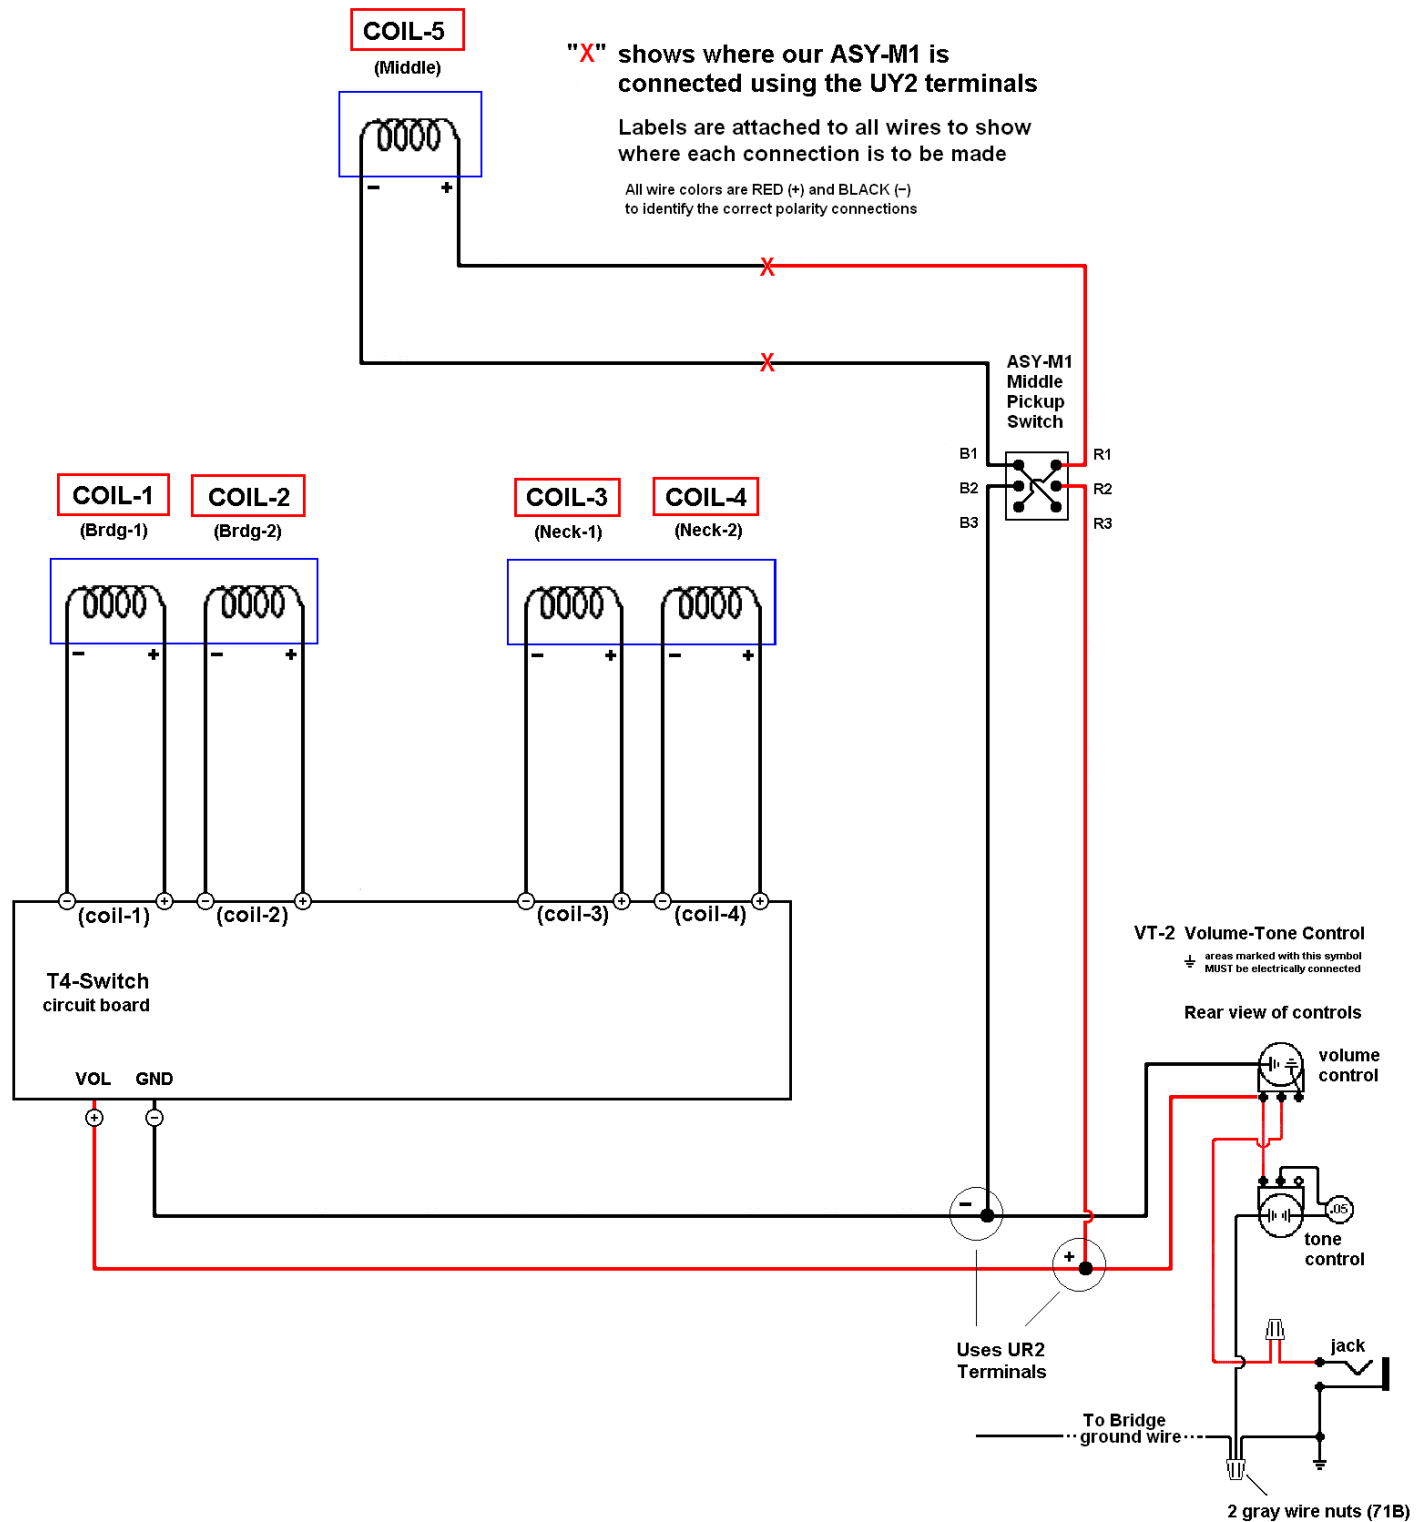 COIL-5
(Middle)
"X" shows where our ASY-M1 is
connected using the UY2 terminals
Labels are attached to all wires to show
where each connection is to be made
All wire colors are RED (+) and BLACK (−)
to identify the correct polarity connections
− +
X
X
ASY-M1
Middle
Pickup
Switch
B1 R1
B2 R2
B3 R3
COIL-1 COIL-2 COIL-3 COIL-4
(Brdg-1) (Brdg-2) (Neck-1) (Neck-2)
− + − + − + − +
− + − + − + − +
(coil-1) (coil-2) (coil-3) (coil-4)
T4-Switch
circuit board
VOL GND
+ −
VT-2 Volume-Tone Control
areas marked with this symbol
MUST be electrically connected
Rear view of controls
volume
control
−
+
.05
tone
control
Uses UR2
Terminals
jack
To Bridge
ground wire
2 gray wire nuts (71B)